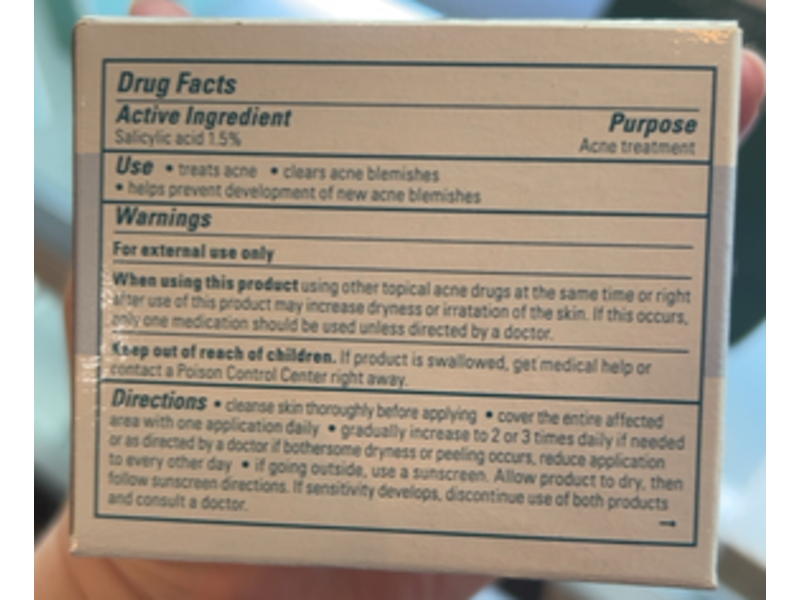 Drug Facts
Active Ingredient Purpose
Salicylic acid 1.5% Acne treatment
Use • treats acne • clears acne blemishes
• helps prevent development of new acne blemishes
Warnings
For external use only
When using this product using other topical acne drugs at the same time or right
after use of this product may increase dryness or irratation of the skin. If this occurs,
only one medication should be used unless directed by a doctor.
Keep out of reach of children. If product is swallowed, get medical help or
contact a Poison Control Center right away.
Directions • cleanse skin thoroughly before applying • cover the entire affected
area with one application daily • gradually increase to 2 or 3 times daily if needed
or as directed by a doctor if bothersome dryness or peeling occurs, reduce application
to every other day • if going outside, use a sunscreen. Allow product to dry, then
follow sunscreen directions. If sensitivity develops, discontinue use of both products
and consult a doctor.
→